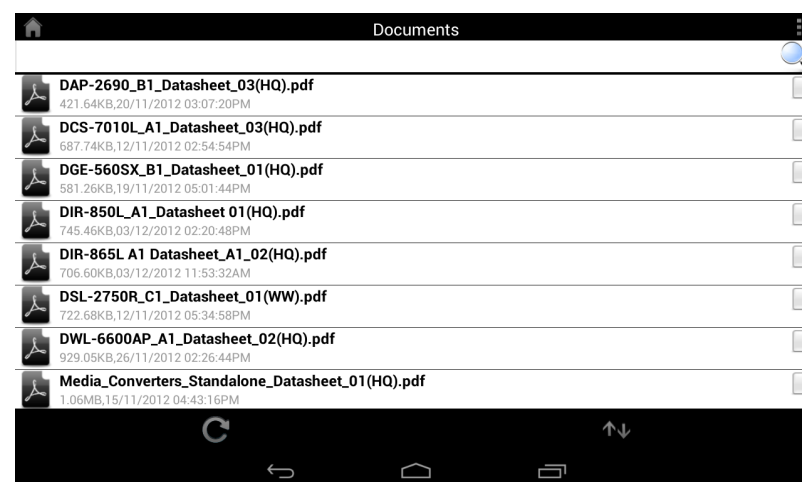 Documents
DAP-2690_B1_Datasheet_03(HQ).pdf
421.64KB,20/11/2012 03:07:20PM
DCS-7010L_A1_Datasheet_03(HQ).pdf
687.74KB,12/11/2012 02:54:54PM
DGE-560SX_B1_Datasheet_01(HQ).pdf
581.26KB,19/11/2012 05:01:44PM
DIR-850L_A1_Datasheet 01(HQ).pdf
745.46KB,03/12/2012 02:20:48PM
DIR-865L A1 Datasheet_A1_02(HQ).pdf
706.60KB,03/12/2012 11:53:32AM
DSL-2750R_C1_Datasheet_01(WW).pdf
722.68KB,12/11/2012 05:34:58PM
DWL-6600AP_A1_Datasheet_02(HQ).pdf
929.05KB,26/11/2012 02:26:44PM
Media_Converters_Standalone_Datasheet_01(HQ).pdf
1.06MB,15/11/2012 04:43:16PM